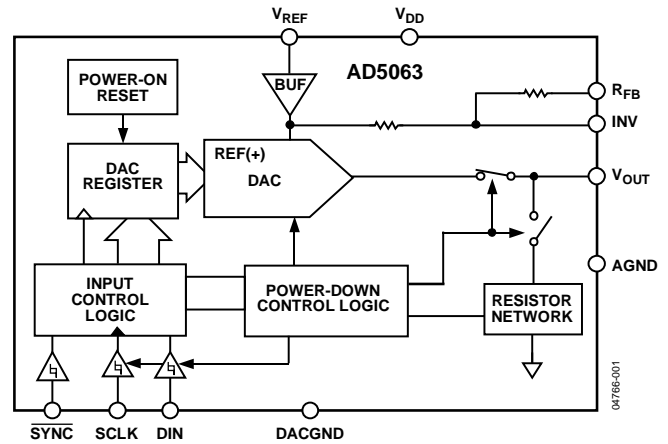 VREF
VDD
BUF
AD5063
POWER-ON
RESET
RFB
INV
REF(+)
DAC
DAC
REGISTER
VOUT
AGND
INPUT
CONTROL
LOGIC
POWER-DOWN
CONTROL LOGIC
RESISTOR
NETWORK
04766-001
SYNC
SCLK
DIN
DACGND